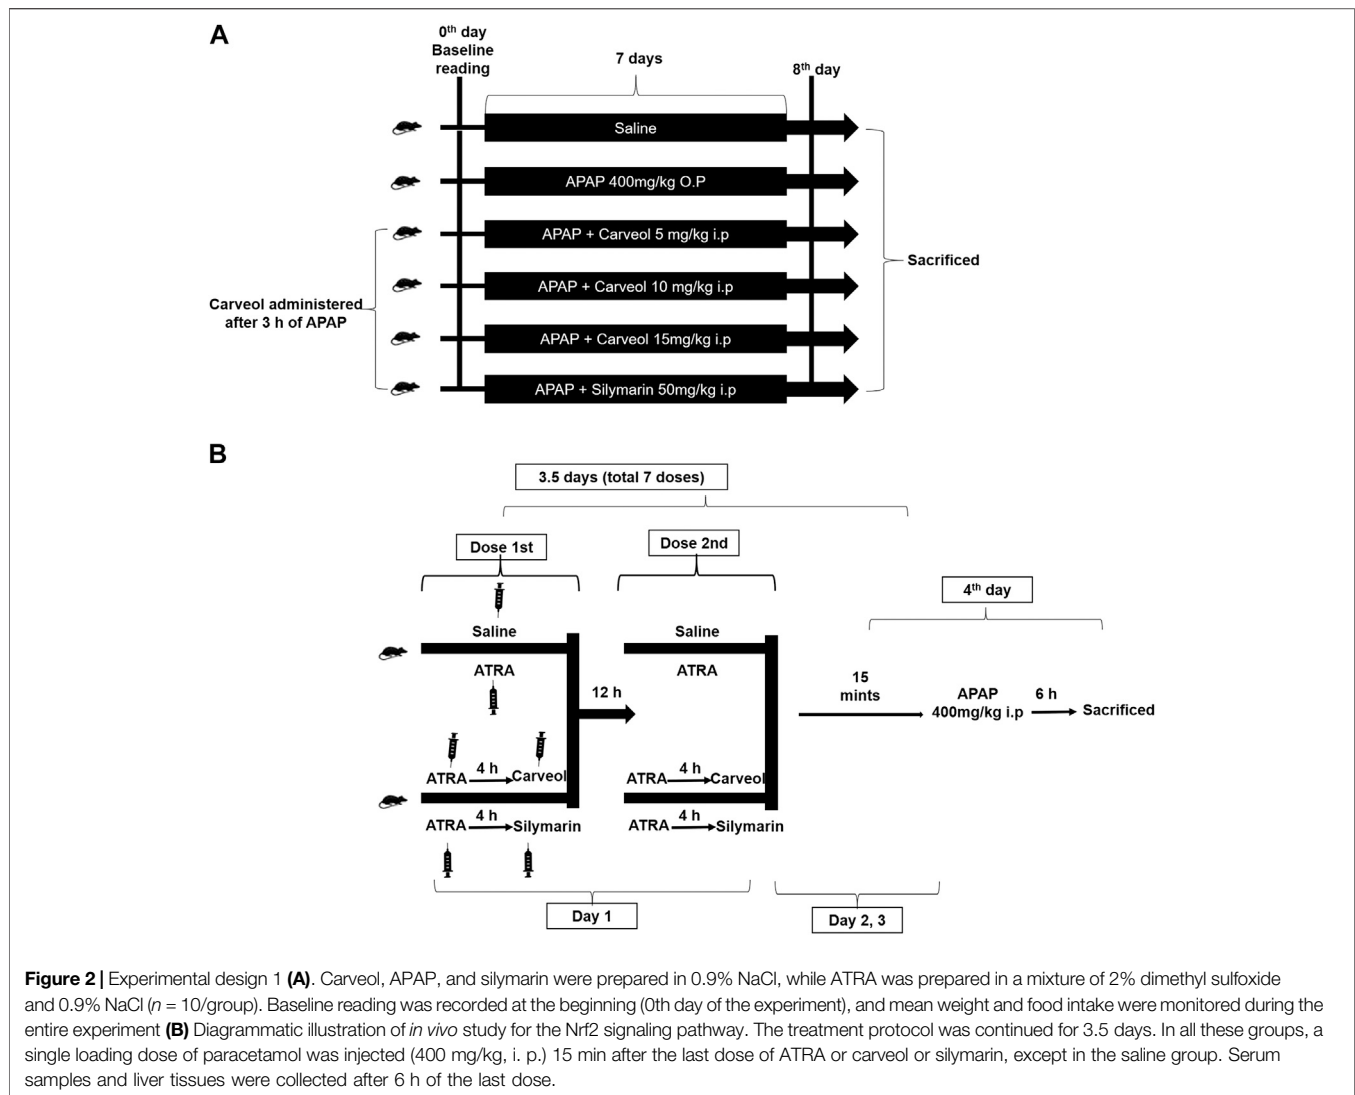 A
0th day
Baseline
reading
7 days
8th day
Saline
APAP 400mg/kg O.P
APAP + Carveol 5 mg/kg i.p
APAP + Carveol 10 mg/kg i.p
APAP + Carveol 15mg/kg i.p
APAP + Silymarin 50mg/kg i.p
Carveol administered
after 3 h of APAP
Sacrificed
B
3.5 days (total 7 doses)
Dose 1st
Dose 2nd
4th day
Saline
ATRA
12 h
Saline
ATRA
15
mints
APAP
400mg/kg i.p
6 h
Sacrificed
ATRA 4 h Carveol
ATRA 4 h Silymarin
ATRA 4 h Carveol
ATRA 4 h Silymarin
Day 1
Day 2, 3
Figure 2 | Experimental design 1 (A). Carveol, APAP, and silymarin were prepared in 0.9% NaCl, while ATRA was prepared in a mixture of 2% dimethyl sulfoxide
and 0.9% NaCl (n = 10/group). Baseline reading was recorded at the beginning (0th day of the experiment), and mean weight and food intake were monitored during the
entire experiment (B) Diagrammatic illustration of in vivo study for the Nrf2 signaling pathway. The treatment protocol was continued for 3.5 days. In all these groups, a
single loading dose of paracetamol was injected (400 mg/kg, i. p.) 15 min after the last dose of ATRA or carveol or silymarin, except in the saline group. Serum
samples and liver tissues were collected after 6 h of the last dose.